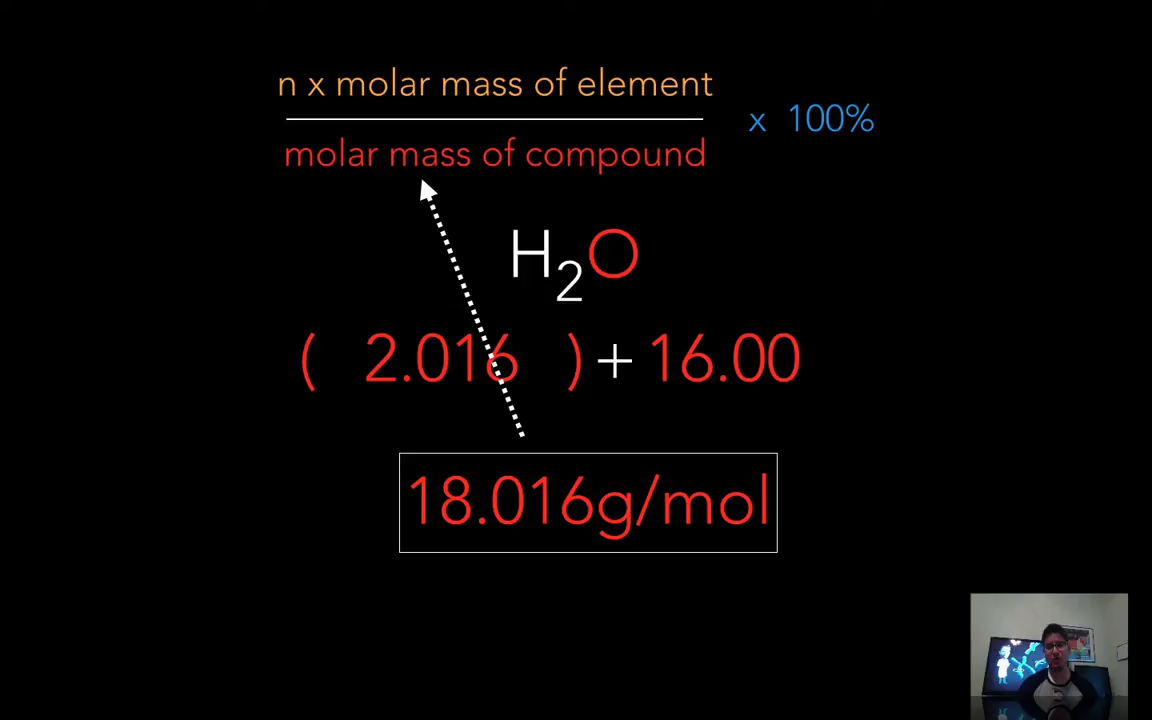 n x molar mass of element
x 100%
molar mass of compound
H₂O
( 2.016 ) + 16.00
18.016g/mol